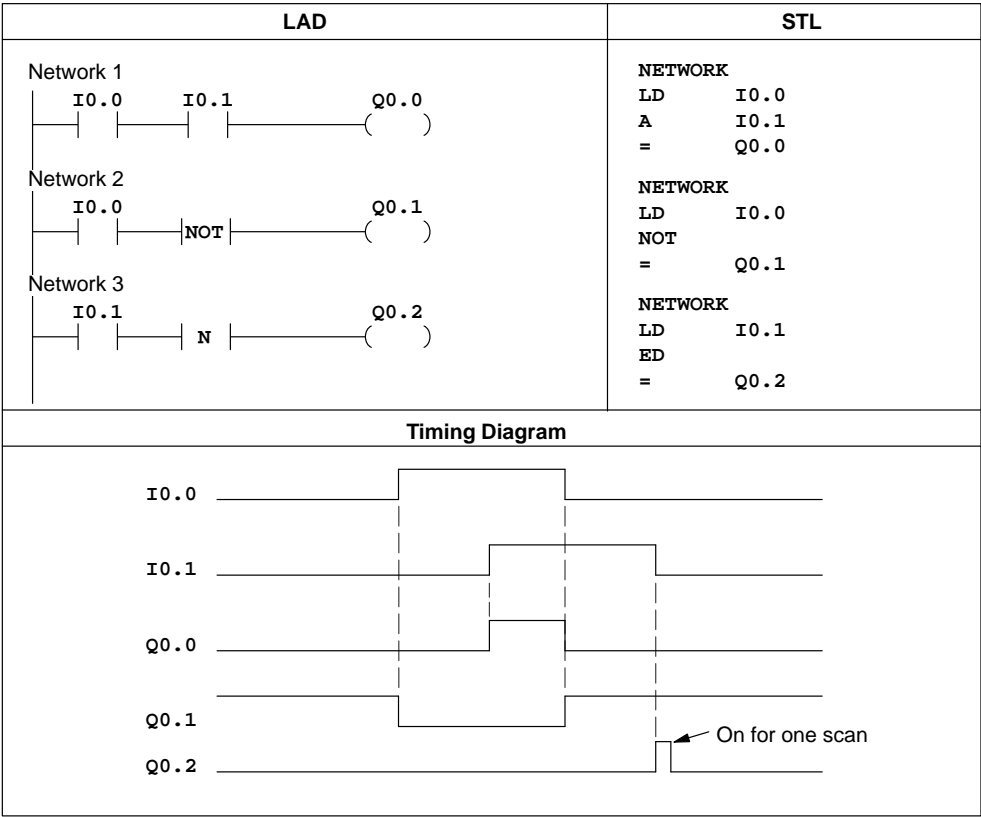 LAD
STL
Network 1
I0.0 I0.1 Q0.0
Network 2
I0.0 Q0.1
NOT
Network 3
I0.1 Q0.2
N
NETWORK
LD I0.0
A I0.1
= Q0.0
NETWORK
LD I0.0
NOT
= Q0.1
NETWORK
LD I0.1
ED
= Q0.2
Timing Diagram
I0.0
I0.1
Q0.0
Q0.1
On for one scan
Q0.2